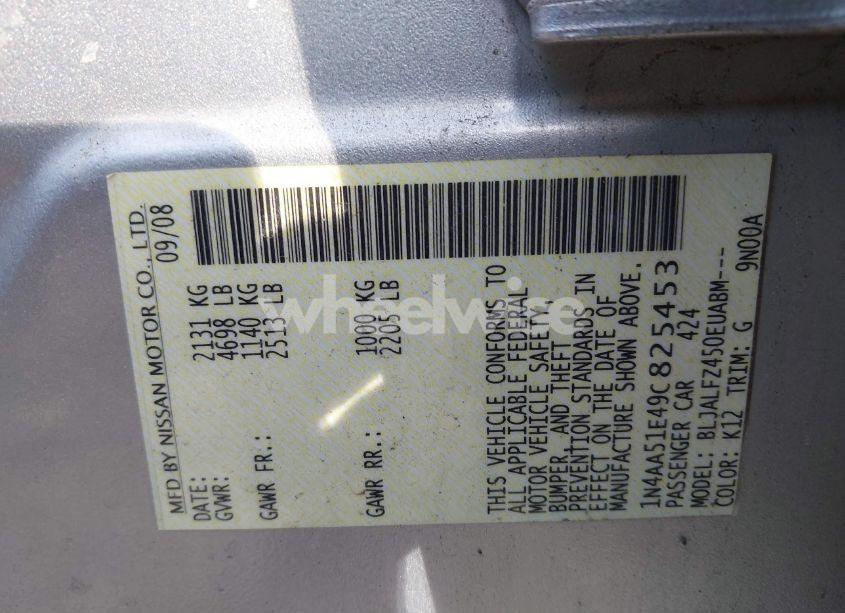 MFD BY NISSAN MOTOR CO., LTD.
DATE: 09/08
GVWR: 2131 KG
4698 LB
GAWR FR.: 1140 KG
2513 LB
GAWR RR.: 1000 KG
2205 LB
THIS VEHICLE CONFORMS TO
ALL APPLICABLE FEDERAL
MOTOR VEHICLE SAFETY,
BUMPER, AND THEFT
PREVENTION STANDARDS IN
EFFECT ON THE DATE OF
MANUFACTURE SHOWN ABOVE.
1N4AA51E49C825453
PASSENGER CAR 424
MODEL: BLJALFZ450EUABM---
COLOR: K12 TRIM: G 9N00A
wheelwise